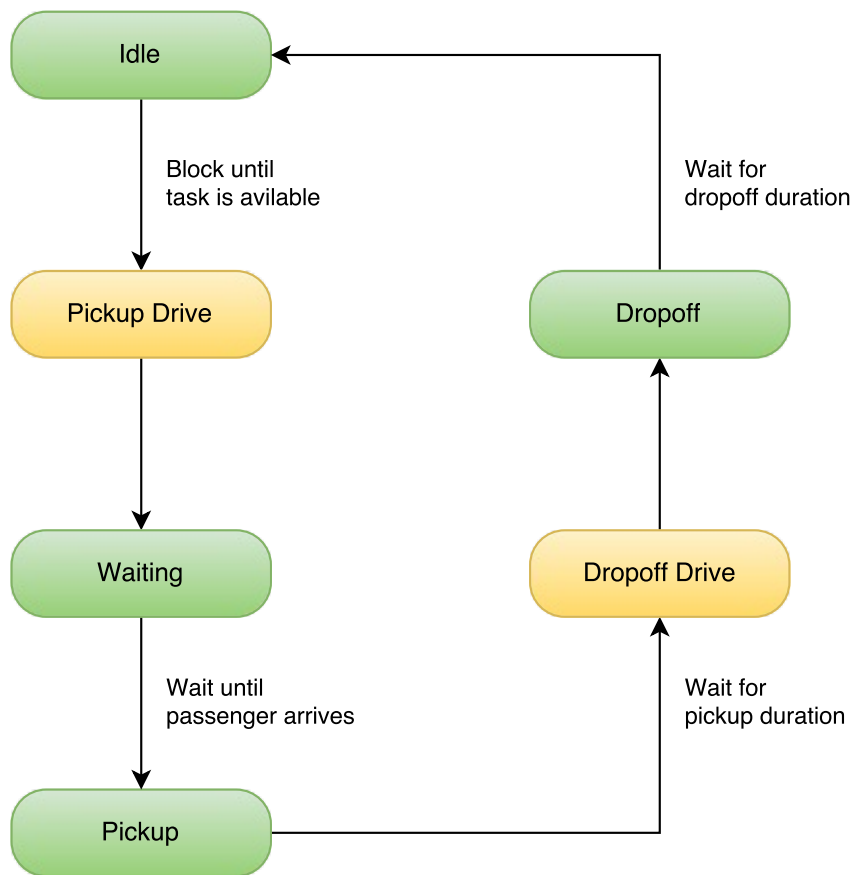 Idle
Block until
task is avilable
Wait for
dropoff duration
Pickup Drive
Dropoff
Waiting
Dropoff Drive
Wait until
passenger arrives
Wait for
pickup duration
Pickup